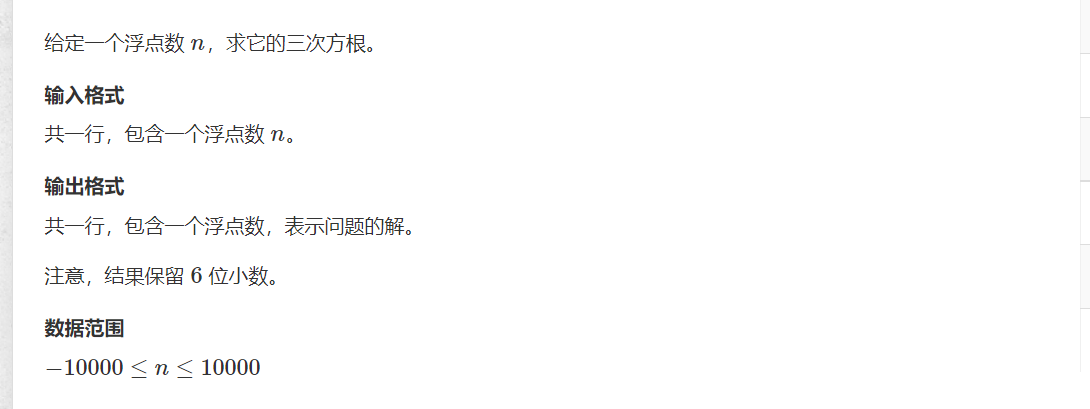 给定一个浮点数 n，求它的三次方根。
输入格式
共一行，包含一个浮点数 n。
输出格式
共一行，包含一个浮点数，表示问题的解。
注意，结果保留 6 位小数。
数据范围
−10000 ≤ n ≤ 10000